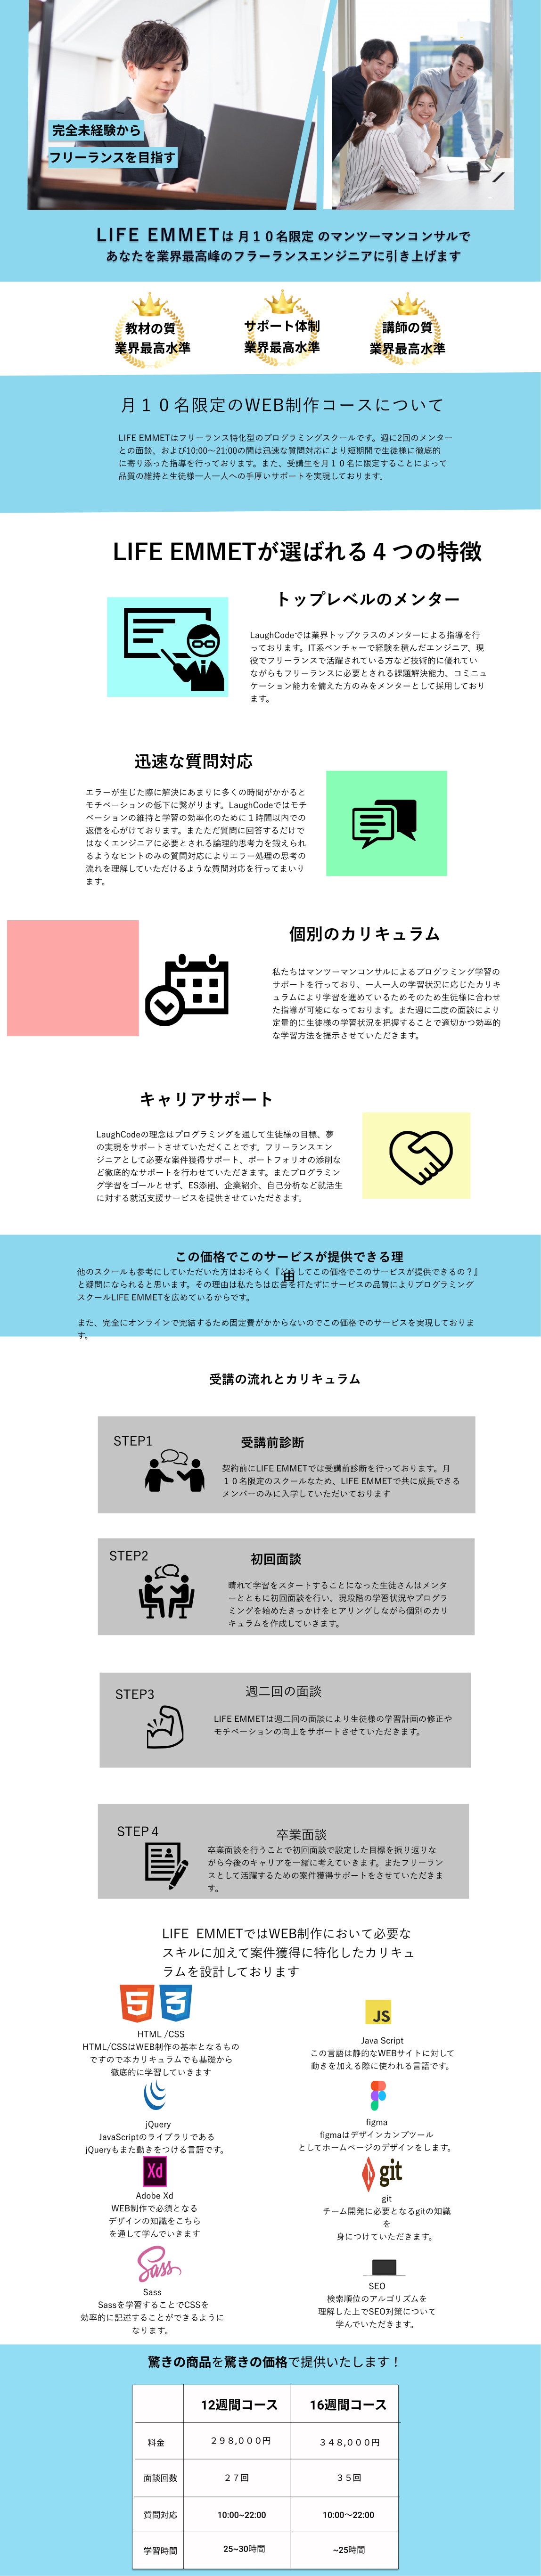 完全未経験から
フリーランスを目指す
LIFE EMMETは 月１０名限定 のマンツーマンコンサルで
あなたを業界最高峰のフラーランスエンジニアに引き上げます
教材の質
業界最高水準
サポート体制
業界最高水準
講師の質
業界最高水準
月１０名限定のWEB制作コースについて
LIFE EMMETはフリーランス特化型のプログラミングスクールです。週に2回のメンター
との面談、および10:00〜21:00の間は迅速な質問対応により短期間で生徒様に徹底的
に寄り添った指導を行っております。また、受講生を月１０名に限定することによって
品質の維持と生徒様一人一人への手厚いサポートを実現しております。
LIFE EMMETが選ばれる４つの特徴
トップレベルのメンター
LaughCodeでは業界トップクラスのメンターによる指導を行
っております。IT系ベンチャーで経験を積んだエンジニア、現
役でフリーランスで活躍されている方など技術的に優れてい
ながらもフリーランスに必要とされる課題解決能力、コミニュ
ケーション能力を備えた方のみをメンターとして採用しており
ます。
迅速な質問対応
エラーが生じた際に解決にあまりに多くの時間がかかると
モチベーションの低下に繋がります。LaughCodeではモチ
ベーションの維持と学習の効率化のために１時間以内での
返信を心がけております。またただ質問に回答するだけで
はなくエンジニアに必要とされる論理的思考力を鍛えられ
るようなヒントのみの質問対応によりエラー処理の思考の
流れを理解していただけるような質問対応を行ってまいり
ます。
個別のカリキュラム
私たちはマンツーマンコンサルによるプログラミング学習の
サポートを行っており、一人一人の学習状況に応じたカリキ
ュラムにより学習を進めているためそのため生徒様に合わせ
た指導が可能になっております。また週に二度の面談により
定量的に生徒様の学習状況を把握することで適切かつ効率的
な学習方法を提示させていただきます。
キャリアサポート
LaughCodeの理念はプログラミングを通して生徒様の目標、夢
の実現をサポートさせていただくことです。フリーランスエン
ジニアとして必要な案件獲得サポート、ポートフォリオの添削な
ど徹底的なサポートを行わせていただきます。またプログラミン
グ学習をゴールとせず、ES添削、企業紹介、自己分析など就活生
に対する就活支援サービスを提供させていただきます。
この価格でこのサービスが提供できる理
由
他のスクールも参考にしていただいた方はおそらく『どうしてこの価格でこのサービスが提供できるの？』
と疑問になられると思います。その理由は私たちは広告を打たずにサービスの品質によりプログラミング
スクールLIFE EMMETを広めているからです。
また、完全にオンラインで完結するため固定費がかからないのでこの価格でのサービスを実現しておりま
す。
受講の流れとカリキュラム
STEP1
受講前診断
契約前にLIFE EMMETでは受講前診断を行っております。月
１０名限定のスクールなため、LIFE EMMETで共に成長できる
メンバーのみに入学していただいております
STEP2
初回面談
晴れて学習をスタートすることになった生徒さんはメンタ
ーとともに初回面談を行い、現段階の学習状況やプログラ
ミングを始めたきっかけをヒアリングしながら個別のカリ
キュラムを作成していきます。
STEP3
週二回の面談
LIFE EMMETは週二回の面談により生徒様の学習計画の修正や
モチベーションの向上をサポートさせていただきます。
STEP４
卒業面談
卒業面談を行うことで初回面談で設定した目標を振り返りな
がら今後のキャリアを一緒に考えていきます。またフリーラン
スとして活躍するための案件獲得サポートをさせていただきま
す。
LIFE EMMETではWEB制作において必要な
スキルに加えて案件獲得に特化したカリキュ
ラムを設計しております
5
3
HTML /CSS
HTML/CSSはWEB制作の基本となるもの
ですので本カリキュラムでも基礎から
徹底的に学習していきます
JS
Java Script
この言語は静的なWEBサイトに対して
動きを加える際に使われる言語です。
jQuery
JavaScriptのライブラリである
jQueryもまた動きをつける言語です。
figma
figmaはデザインカンプツール
としてホームページのデザインをします。
Xd
Adobe Xd
WEB制作で必須となる
デザインの知識をこちら
を通して学んでいきます
git
git
チーム開発に必要となるgitの知識
を
身につけていただきます。
Sass
Sass
Sassを学習することでCSSを
効率的に記述することができるように
なります。
SEO
検索順位のアルゴリズムを
理解した上でSEO対策について
学んでいただきます。
驚きの商品を驚きの価格で提供いたします！
12週間コース
16週間コース
料金
２９８,０００円
３４８,０００円
面談回数
２７回
３５回
質問対応
10:00~22:00
10:00〜22:00
学習時間
25~30時間
~25時間